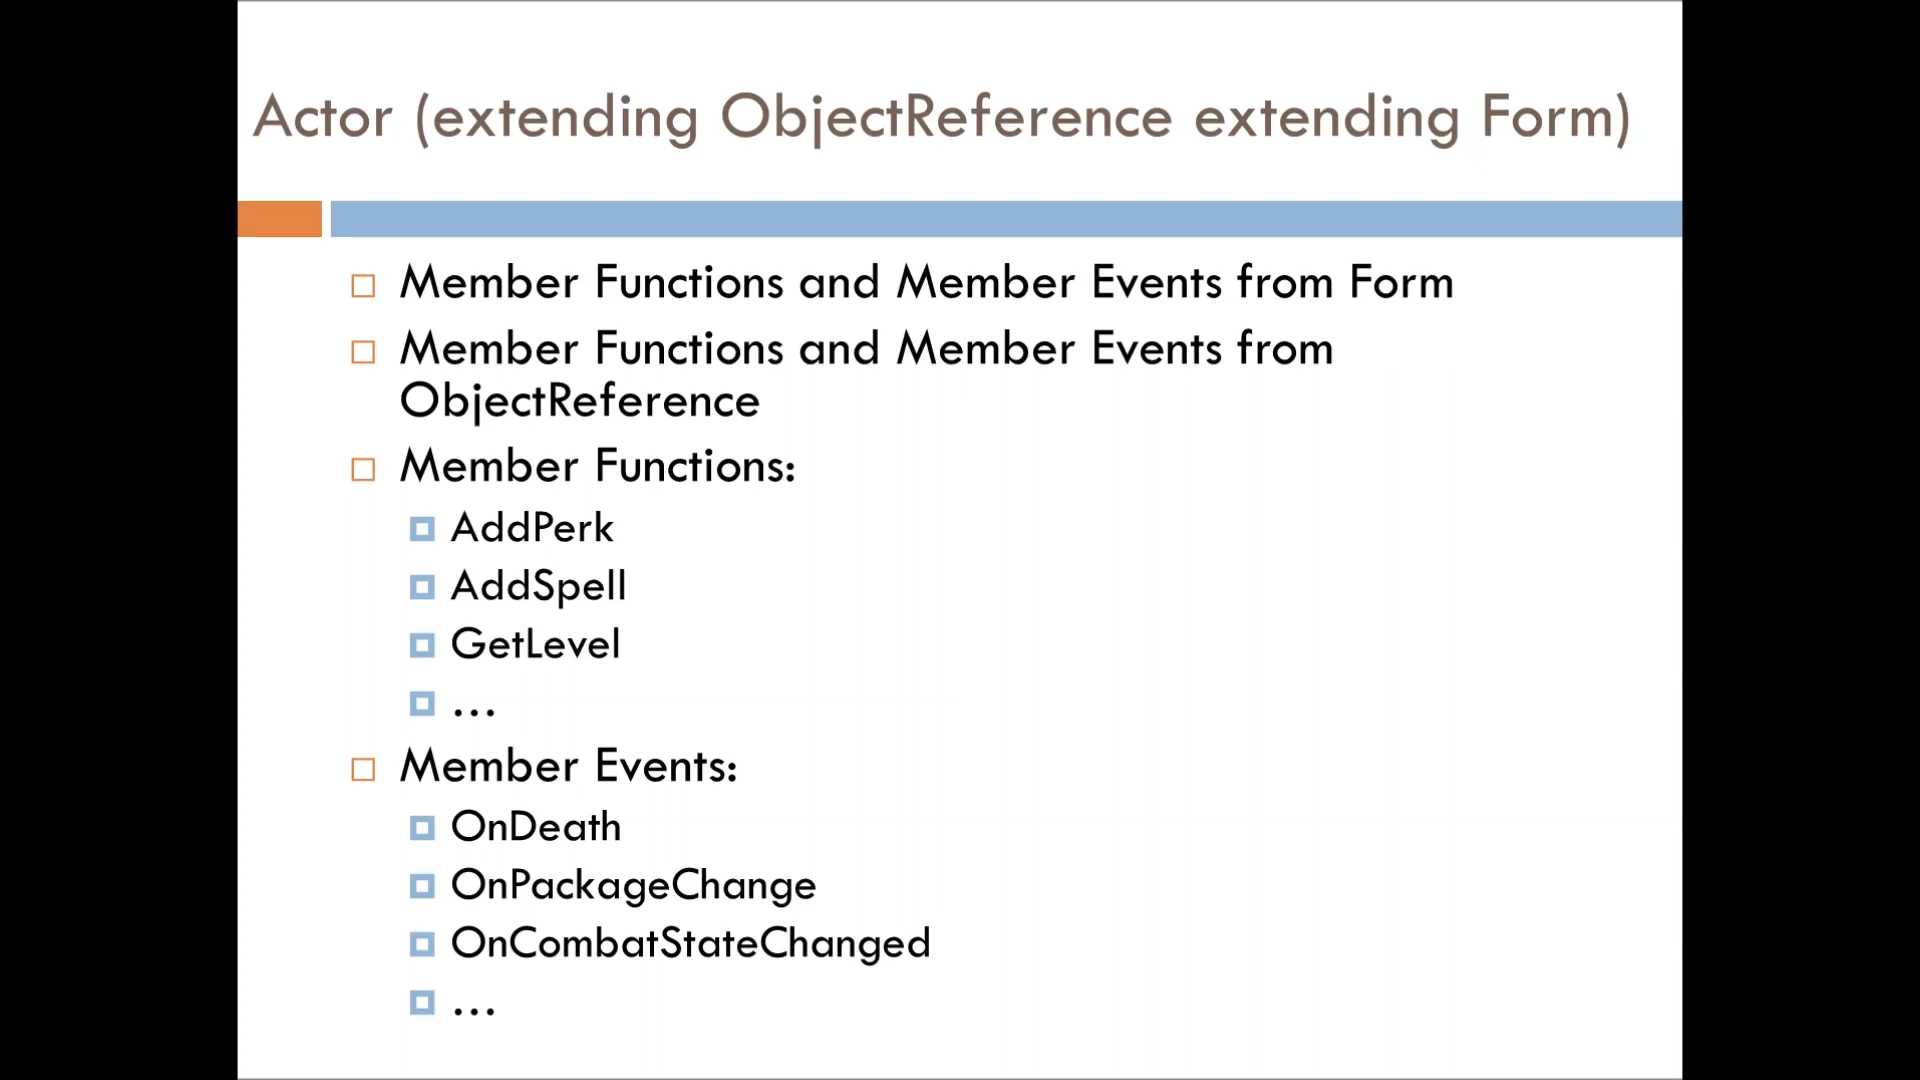 Actor (extending ObjectReference extending Form)
Member Functions and Member Events from Form
Member Functions and Member Events from
ObjectReference
Member Functions:
AddPerk
AddSpell
GetLevel
...
Member Events:
OnDeath
OnPackageChange
OnCombatStateChanged
...